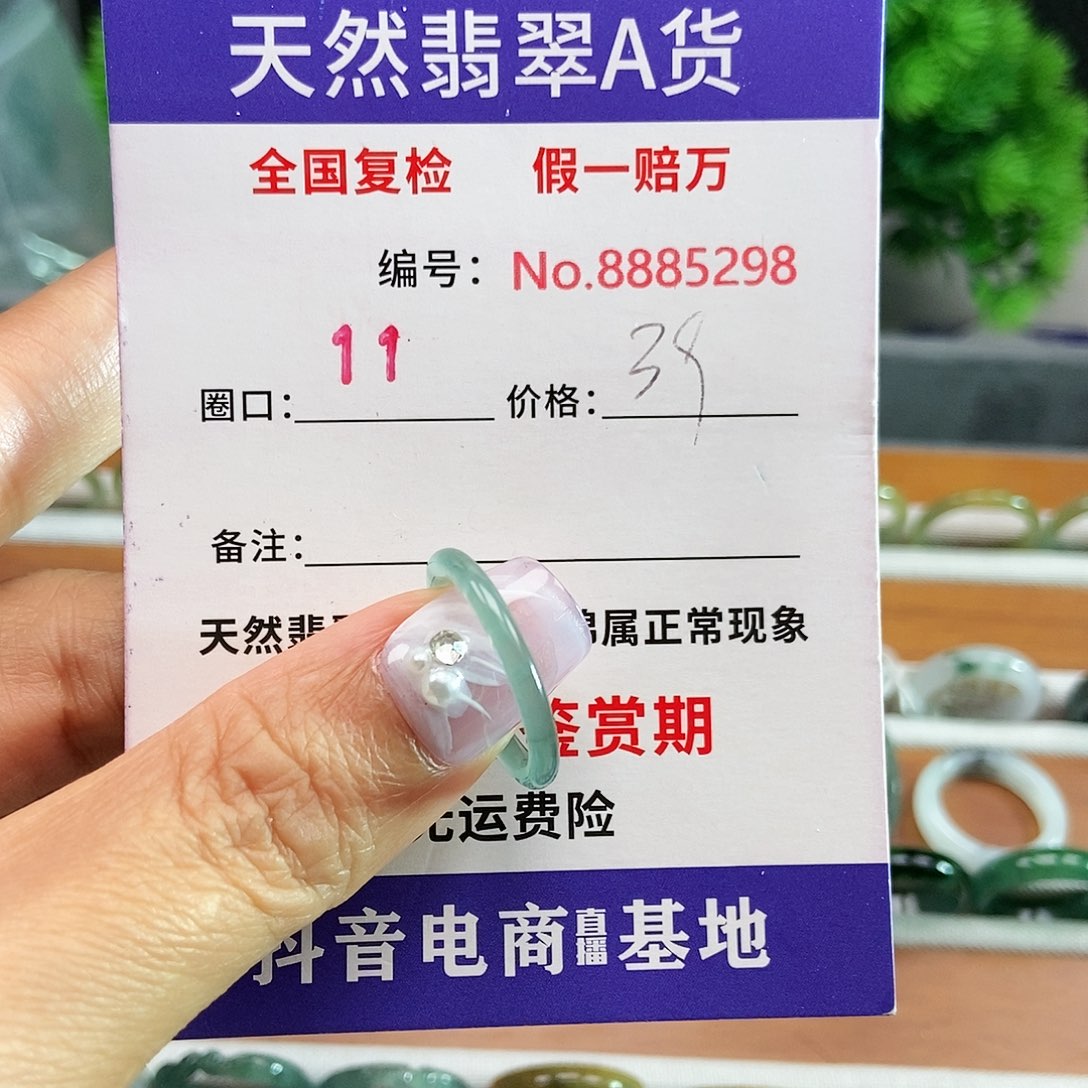 天然翡翠A货
全国复检 假一赔万
编号：No.8885298
圈口：11 价格：
备注：
天然翡 棉属正常现象
鉴赏期
运费险
抖音电商直播基地